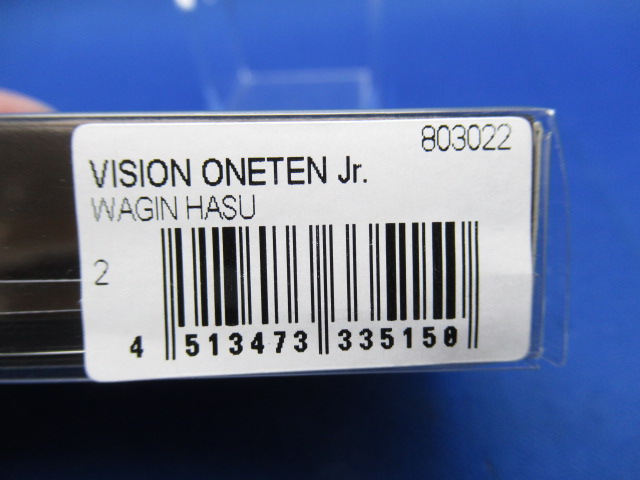 803022
VISION ONETEN Jr.
WAGIN HASU
2
4 513473 335150